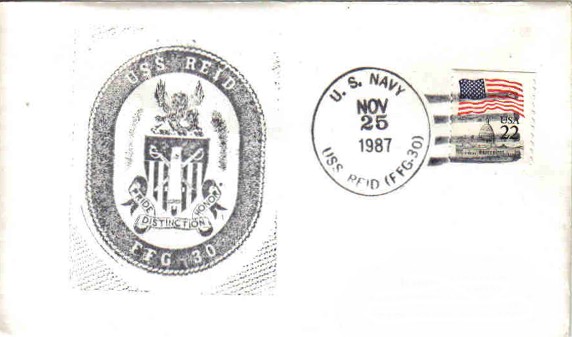 USS REID
PRIDE
DISTINCTION
HONOR
FFG 30
U. S. NAVY
NOV
25
1987
USS REID (FFG-30)
USA
22